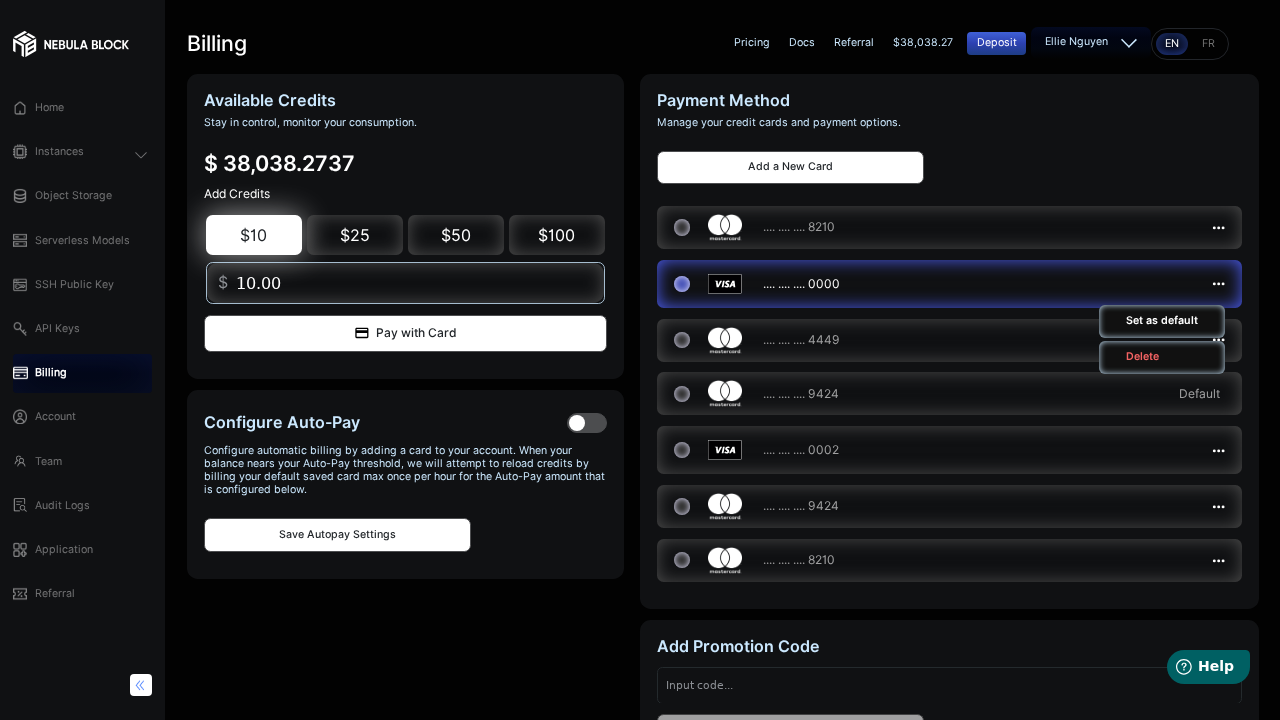 NEBULA BLOCK
Home
Instances
Object Storage
Serverless Models
SSH Public Key
API Keys
Billing
Account
Team
Audit Logs
Application
Referral
Billing
Pricing
Docs
Referral
$38,038.27
Deposit
Ellie Nguyen
EN
FR
Available Credits
Stay in control, monitor your consumption.
$ 38,038.2737
Add Credits
$10
$25
$50
$100
$ 10.00
Pay with Card
Configure Auto-Pay
Configure automatic billing by adding a card to your account. When your
balance nears your Auto-Pay threshold, we will attempt to reload credits by
billing your default saved card max once per hour for the Auto-Pay amount that
is configured below.
Save Autopay Settings
Payment Method
Manage your credit cards and payment options.
Add a New Card
mastercard .... .... .... 8210
VISA .... .... .... 0000
Set as default
Delete
mastercard .... .... .... 4449
mastercard .... .... .... 9424 Default
VISA .... .... .... 0002
mastercard .... .... .... 9424
mastercard .... .... .... 8210
Add Promotion Code
Input code...
Help